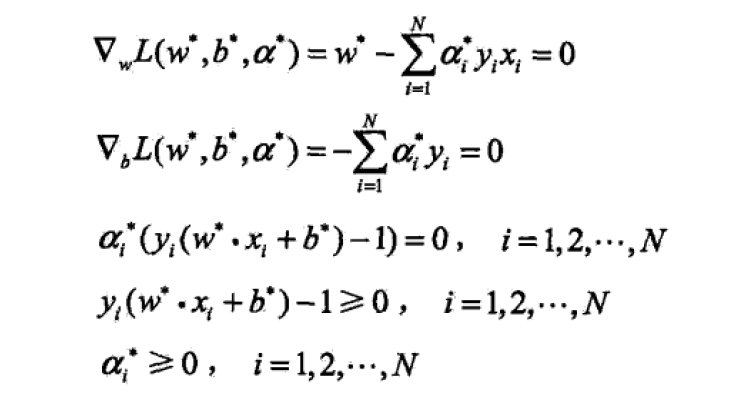 ∇_w L(w*,b*,α*) = w* − ∑_{i=1}^{N} α_i* y_i x_i = 0
∇_b L(w*,b*,α*) = −∑_{i=1}^{N} α_i* y_i = 0
α_i*(y_i(w*·x_i + b*)−1) = 0， i = 1,2,⋯,N
y_i(w*·x_i + b*)−1 ⩾ 0， i = 1,2,⋯,N
α_i* ⩾ 0， i = 1,2,⋯,N